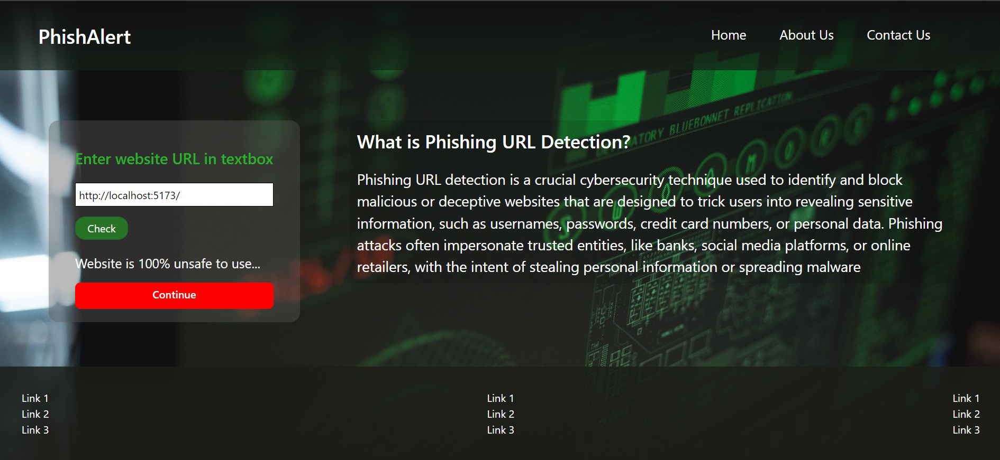 PhishAlert
Home About Us Contact Us
Enter website URL in textbox
http://localhost:5173/
Check
Website is 100% unsafe to use...
Continue
What is Phishing URL Detection?
Phishing URL detection is a crucial cybersecurity technique used to identify and block
malicious or deceptive websites that are designed to trick users into revealing sensitive
information, such as usernames, passwords, credit card numbers, or personal data. Phishing
attacks often impersonate trusted entities, like banks, social media platforms, or online
retailers, with the intent of stealing personal information or spreading malware
BLUEBONNET REPLICATION
Link 1
Link 2
Link 3
Link 1
Link 2
Link 3
Link 1
Link 2
Link 3